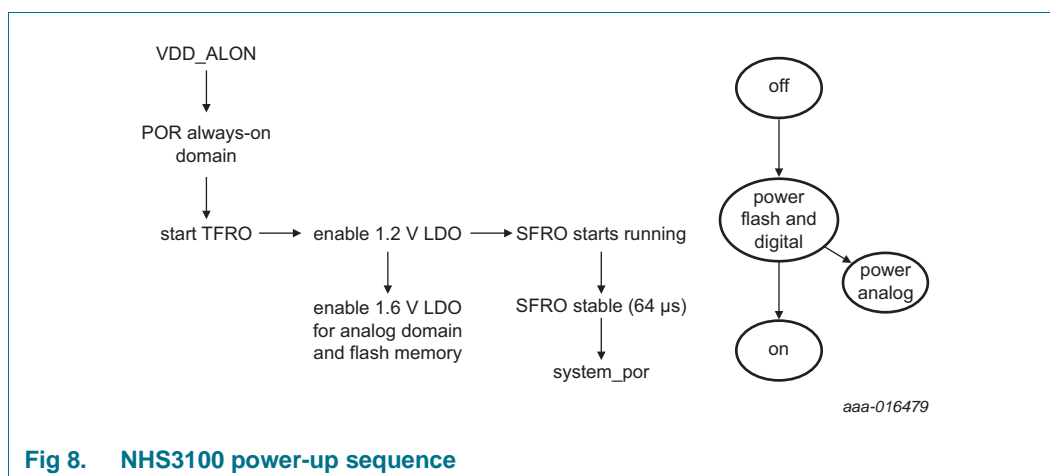 VDD_ALON
POR always-on
domain
start TFRO
enable 1.2 V LDO
SFRO starts running
enable 1.6 V LDO
for analog domain
and flash memory
SFRO stable (64 µs)
system_por
off
power
flash and
digital
power
analog
on
aaa-016479
Fig 8. NHS3100 power-up sequence